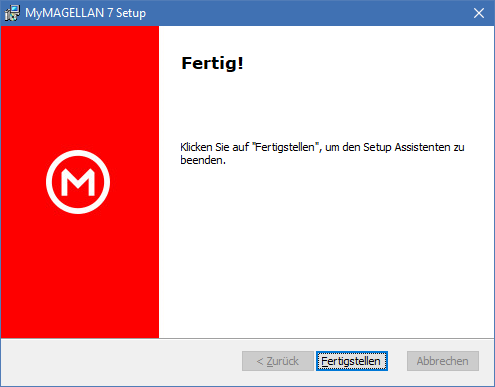 MyMAGELLAN 7 Setup
Fertig!
Klicken Sie auf "Fertigstellen", um den Setup Assistenten zu
beenden.
M
< Zurück
Fertigstellen
Abbrechen